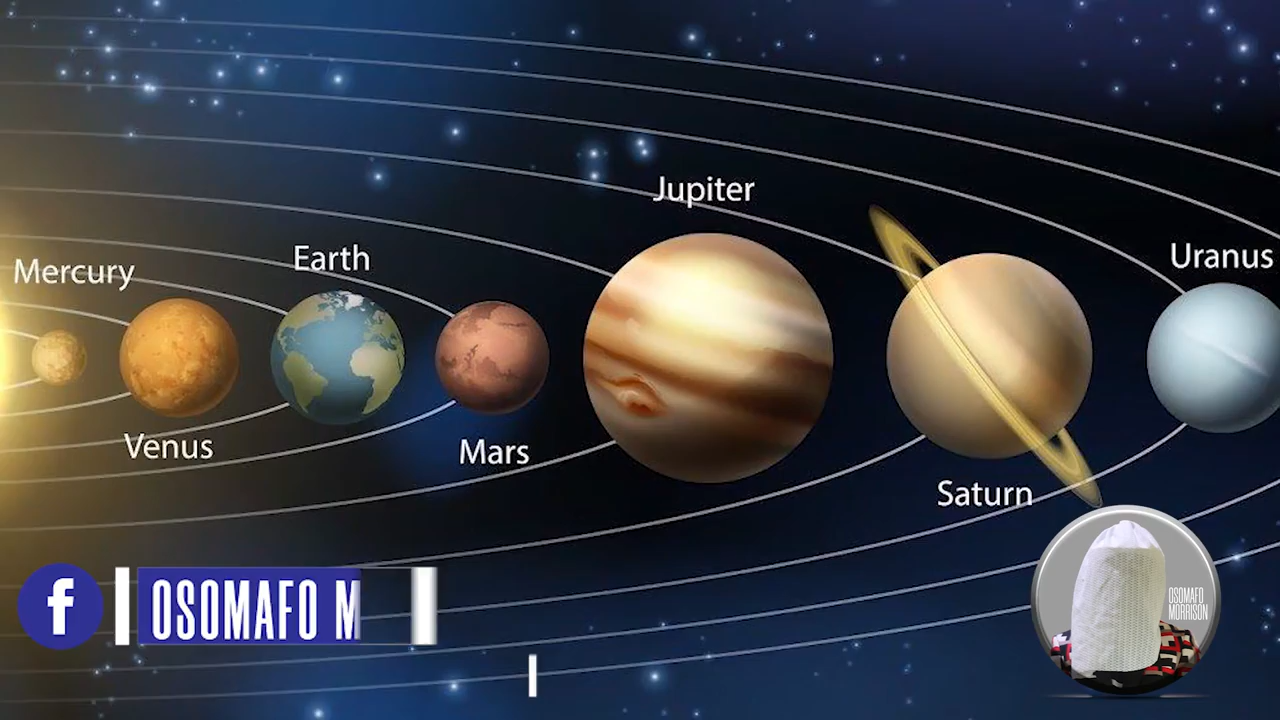 Jupiter
Earth
Uranus
Mercury
Venus
Mars
Saturn
f
OSOMAFO M
OSOMAFO
MORRISON